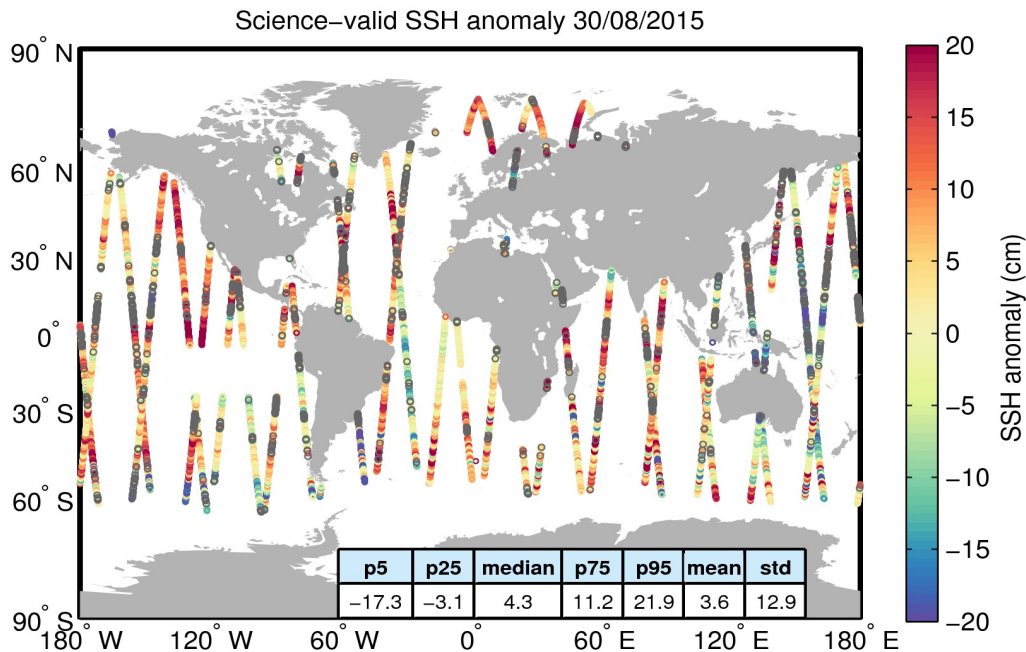 Science−valid SSH anomaly 30/08/2015
90° N
60° N
30° N
0°
30° S
60° S
90° S
180° W 120° W 60° W 0° 60° E 120° E 180° E
p5 p25 median p75 p95 mean std
−17.3 −3.1 4.3 11.2 21.9 3.6 12.9
20
15
10
5
0
−5
−10
−15
−20
SSH anomaly (cm)